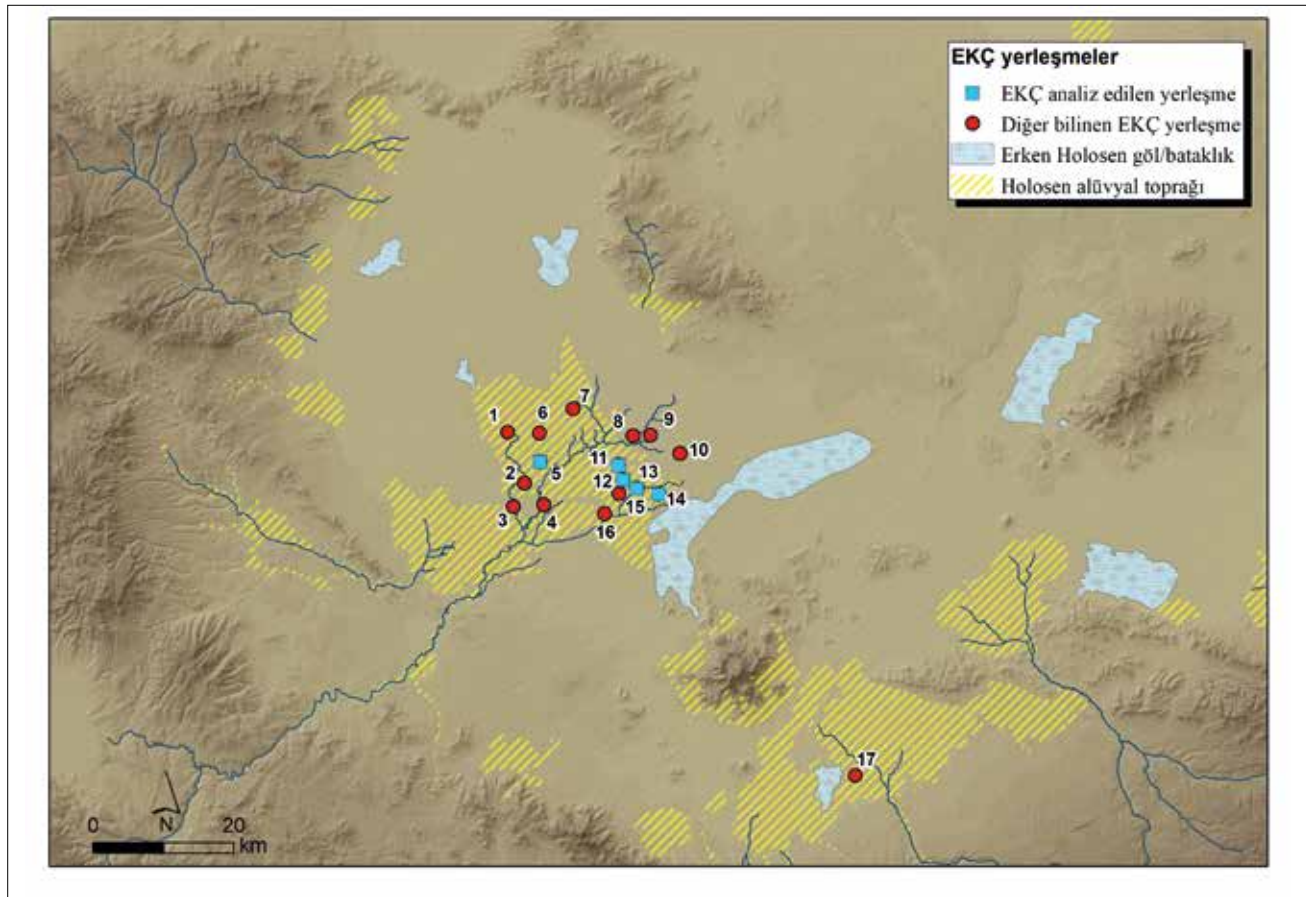 EKÇ yerleşmeler
EKÇ analiz edilen yerleşme
Diğer bilinen EKÇ yerleşme
Erken Holosen göl/bataklık
Holosen alüvyal toprağı
7
1 6
8 9
10
11
5
2 13
12 14
3 4 15
16
17
N
0 20
km